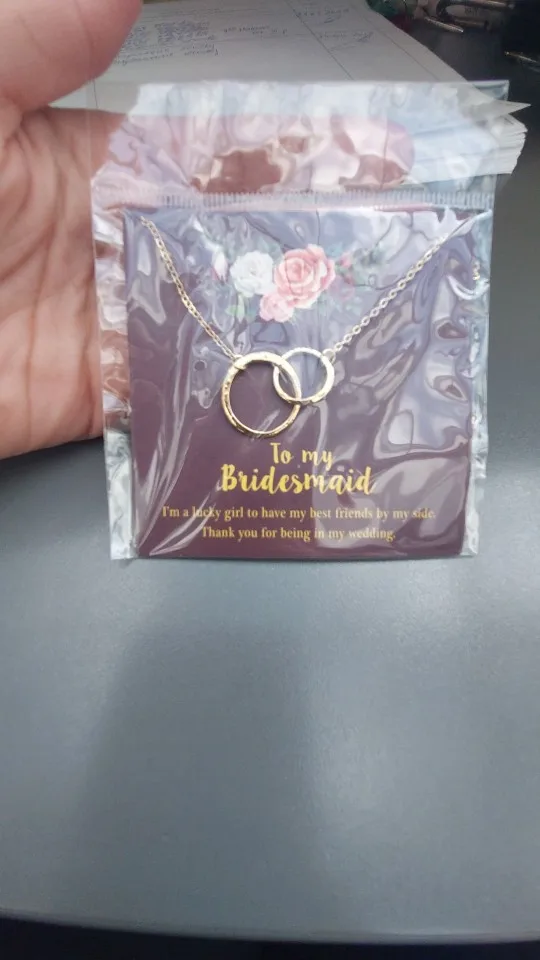 To my
Bridesmaid
I'm a lucky girl to have my best friends by my side.
Thank you for being in my wedding.